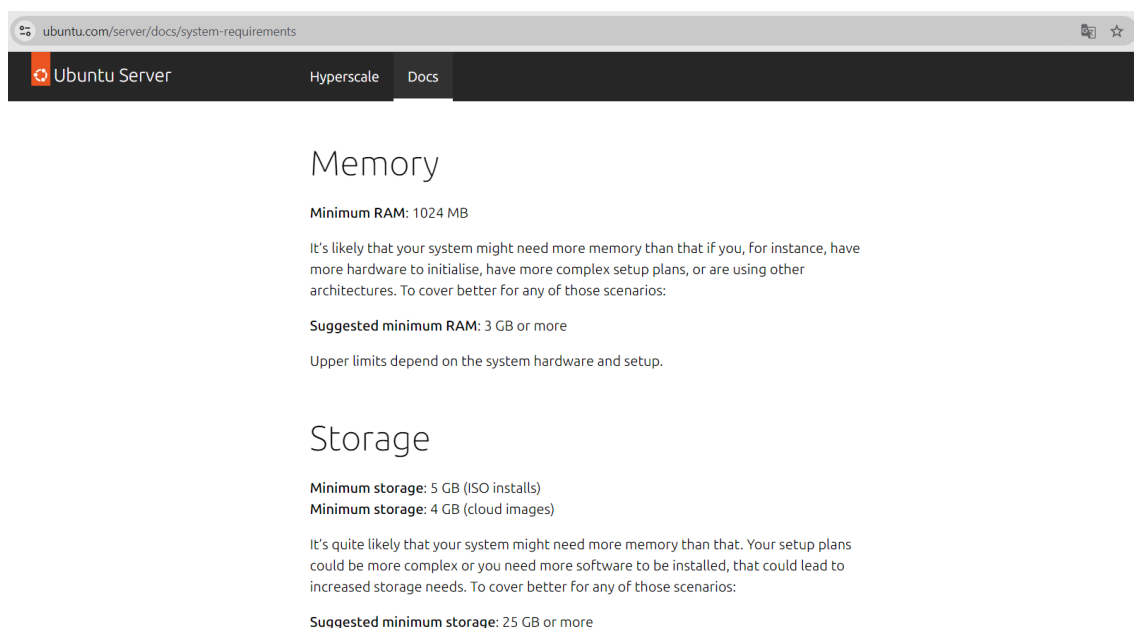 ubuntu.com/server/docs/system-requirements
Ubuntu Server
Hyperscale
Docs
Memory
Minimum RAM: 1024 MB
It's likely that your system might need more memory than that if you, for instance, have
more hardware to initialise, have more complex setup plans, or are using other
architectures. To cover better for any of those scenarios:
Suggested minimum RAM: 3 GB or more
Upper limits depend on the system hardware and setup.
Storage
Minimum storage: 5 GB (ISO installs)
Minimum storage: 4 GB (cloud images)
It's quite likely that your system might need more memory than that. Your setup plans
could be more complex or you need more software to be installed, that could lead to
increased storage needs. To cover better for any of those scenarios:
Suggested minimum storage: 25 GB or more